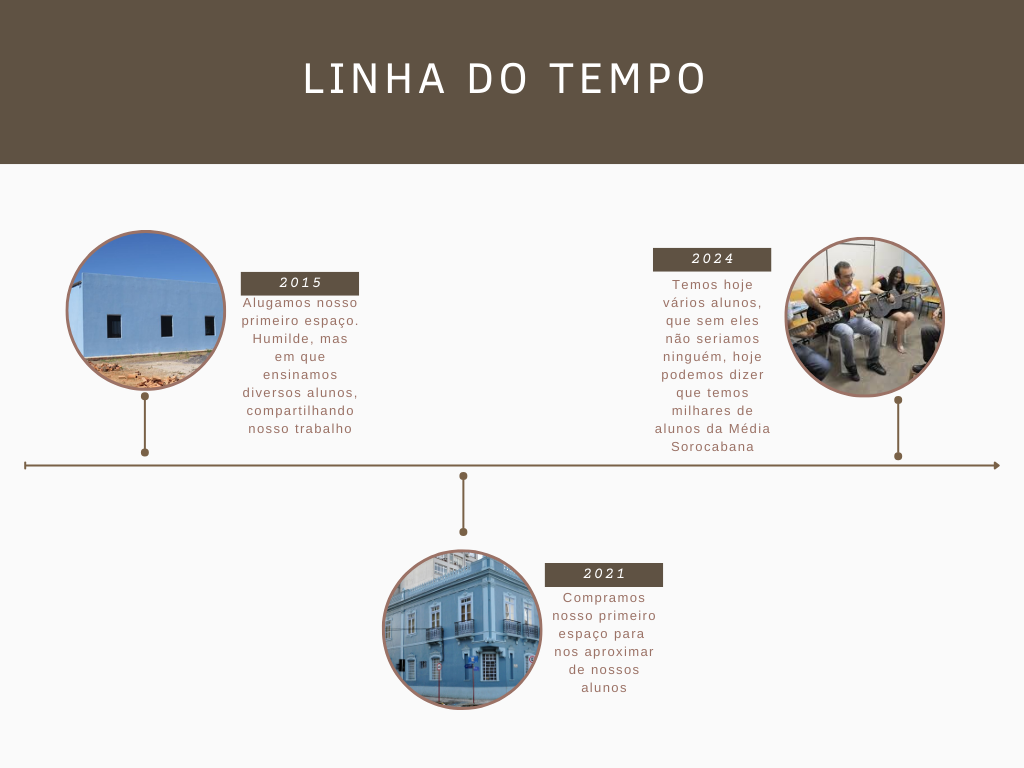 LINHA DO TEMPO
2015
Alugamos nosso
primeiro espaço.
Humilde, mas
em que
ensinamos
diversos alunos,
compartilhando
nosso trabalho
2024
Temos hoje
vários alunos,
que sem eles
não seriamos
ninguém, hoje
podemos dizer
que temos
milhares de
alunos da Média
Sorocabana
2021
Compramos
nosso primeiro
espaço para
nos aproximar
de nossos
alunos